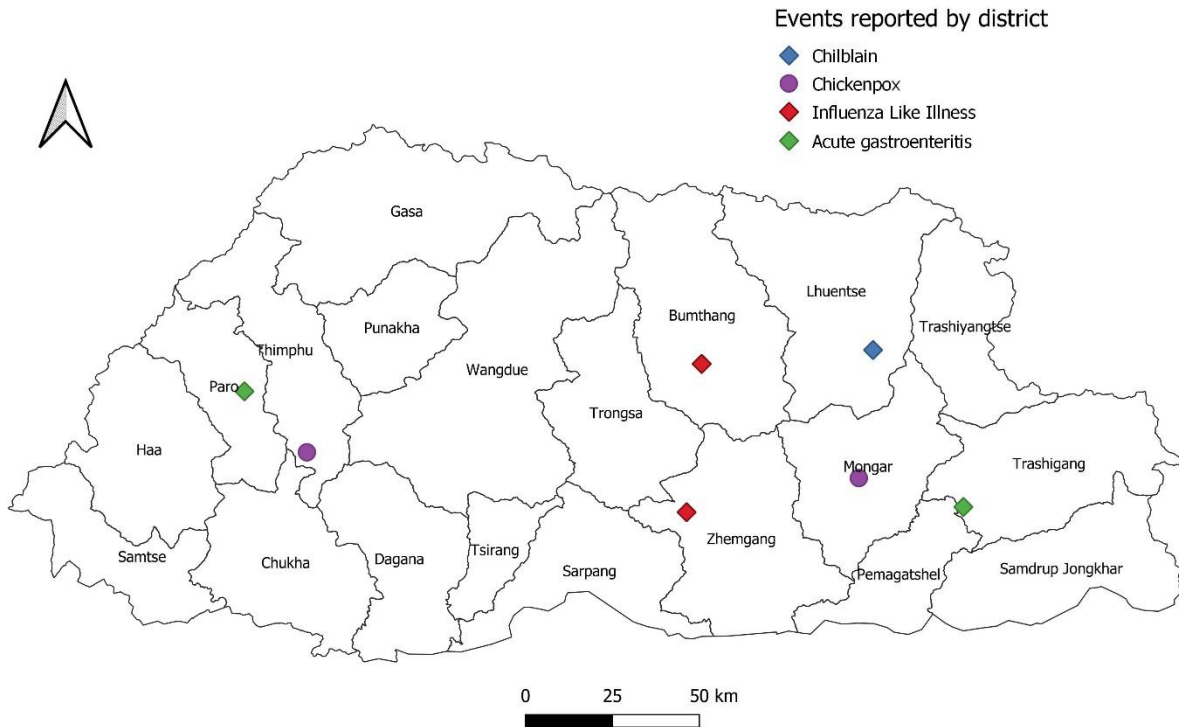 Events reported by district
Chilblain
Chickenpox
Influenza Like Illness
Acute gastroenteritis
Gasa
Lhuentse
Bumthang
Trashiyangtse
Punakha
Thimphu
Wangdue
Paro
Trongsa
Haa
Mongar
Trashigang
Zhemgang
Samtse
Chukha
Dagana
Tsirang
Sarpang
Pemagatshel
Samdrup Jongkhar
0 25 50 km